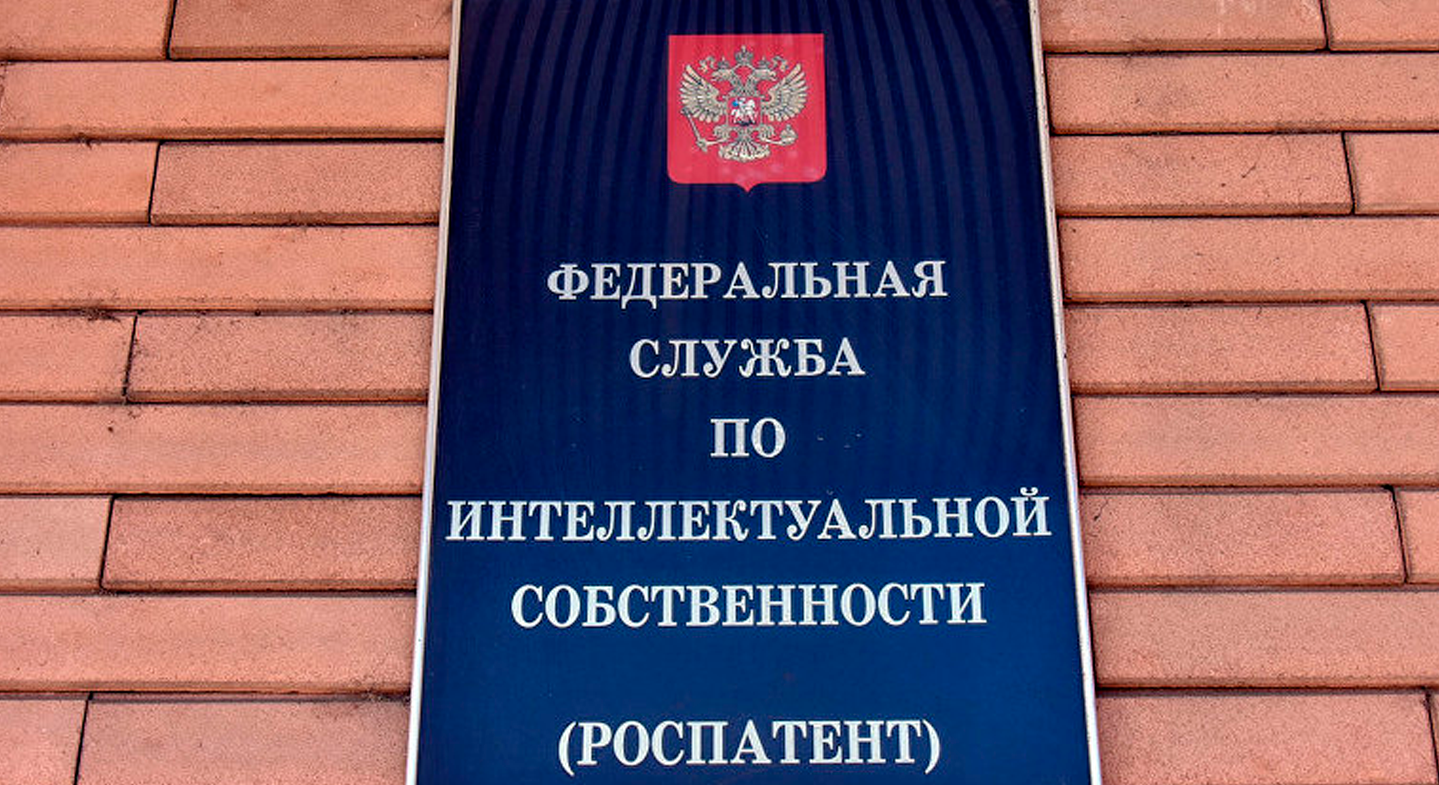 ФЕДЕРАЛЬНАЯ
СЛУЖБА
ПО
ИНТЕЛЛЕКТУАЛЬНОЙ
СОБСТВЕННОСТИ
(РОСПАТЕНТ)